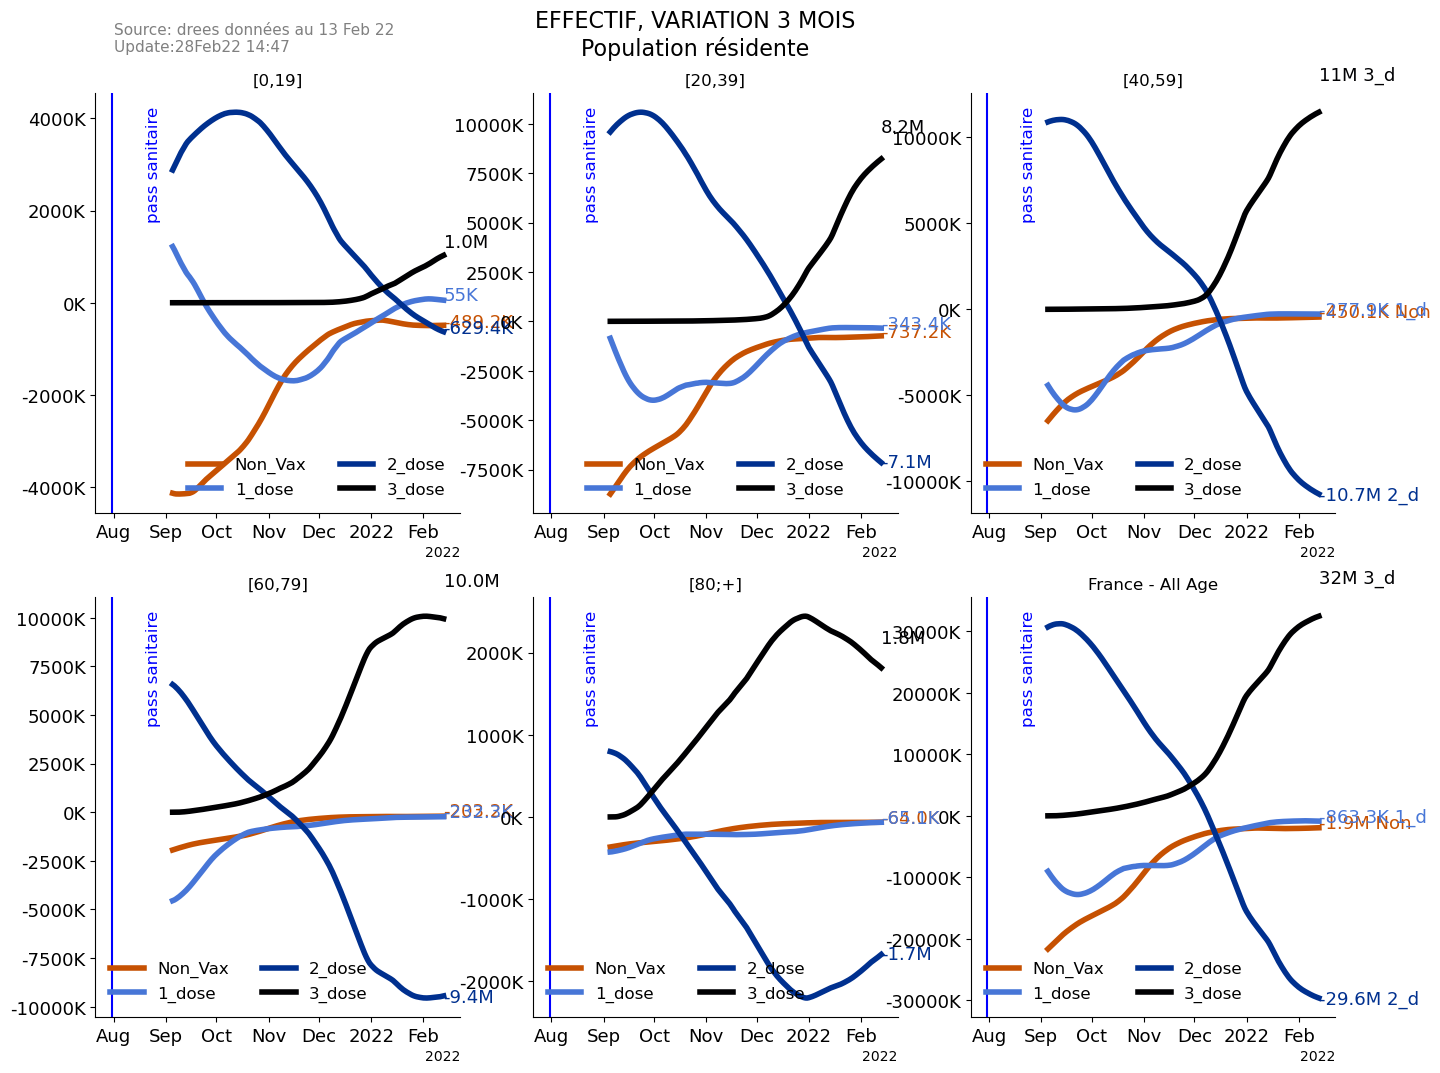 Source: drees données au 13 Feb 22
Update:28Feb22 14:47
EFFECTIF, VARIATION 3 MOIS
Population résidente
[0,19]
4000K
2000K
0K
-2000K
-4000K
pass sanitaire
1.0M
55K
-629.4K
Non_Vax
1_dose
2_dose
3_dose
Aug Sep Oct Nov Dec 2022 Feb
2022
[20,39]
10000K
7500K
5000K
2500K
0K
-2500K
-5000K
-7500K
pass sanitaire
8.2M
-343.4K
-737.2K
-7.1M
Non_Vax
1_dose
2_dose
3_dose
Aug Sep Oct Nov Dec 2022 Feb
2022
[40,59]
11M 3_d
10000K
5000K
0K
-5000K
-10000K
pass sanitaire
-277.9K 1_d
-450.2K Non
-10.7M 2_d
Non_Vax
1_dose
2_dose
3_dose
Aug Sep Oct Nov Dec 2022 Feb
2022
[60,79]
10.0M
10000K
7500K
5000K
2500K
0K
-2500K
-5000K
-7500K
-10000K
pass sanitaire
-9.4M
Non_Vax
1_dose
2_dose
3_dose
Aug Sep Oct Nov Dec 2022 Feb
2022
[80;+]
2000K
1000K
0K
-1000K
-2000K
pass sanitaire
1.8M
-1.7M
Non_Vax
1_dose
2_dose
3_dose
Aug Sep Oct Nov Dec 2022 Feb
2022
France - All Age
32M 3_d
30000K
20000K
10000K
0K
-10000K
-20000K
-30000K
pass sanitaire
-863.3K 1_d
-1.9M Non
-29.6M 2_d
Non_Vax
1_dose
2_dose
3_dose
Aug Sep Oct Nov Dec 2022 Feb
2022